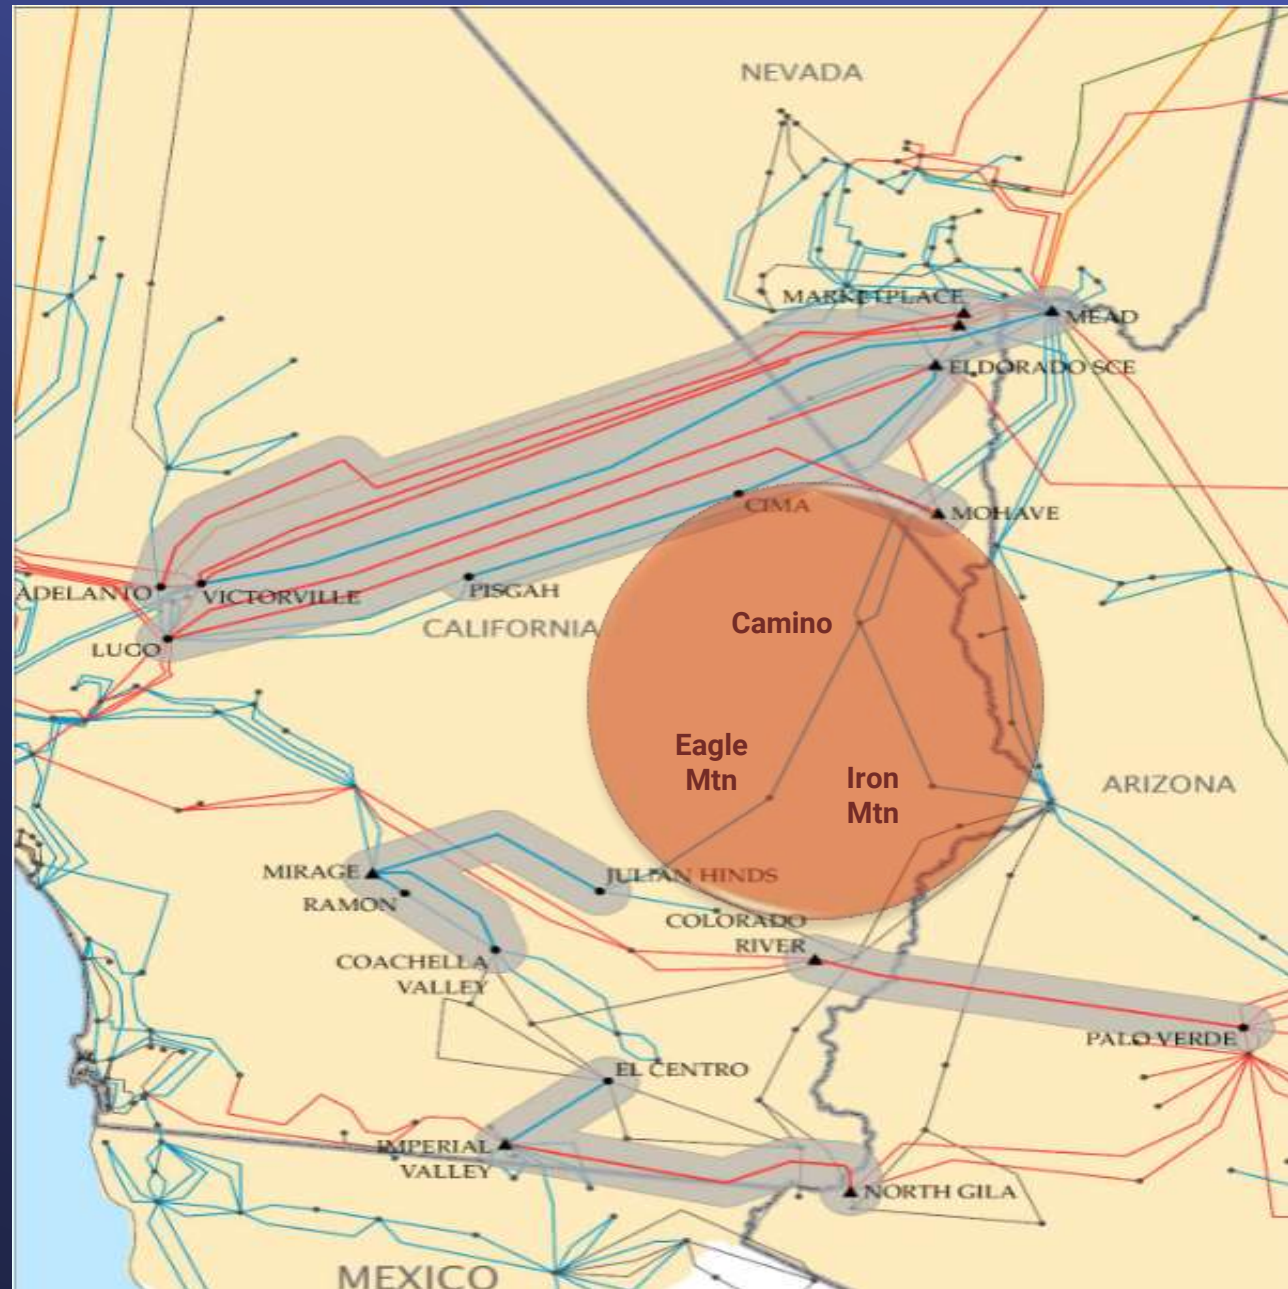 NEVADA
MARKETPLACE
MEAD
ELDORADO SCE
CIMA
MOHAVE
ADELANTO
VICTORVILLE
PISGAH
CALIFORNIA
LUGO
Camino
Eagle
Mtn
Iron
Mtn
ARIZONA
MIRAGE
JULIAN HINDS
RAMON
COLORADO
RIVER
COACHELLA
VALLEY
PALO VERDE
EL CENTRO
IMPERIAL
VALLEY
NORTH GILA
MEXICO